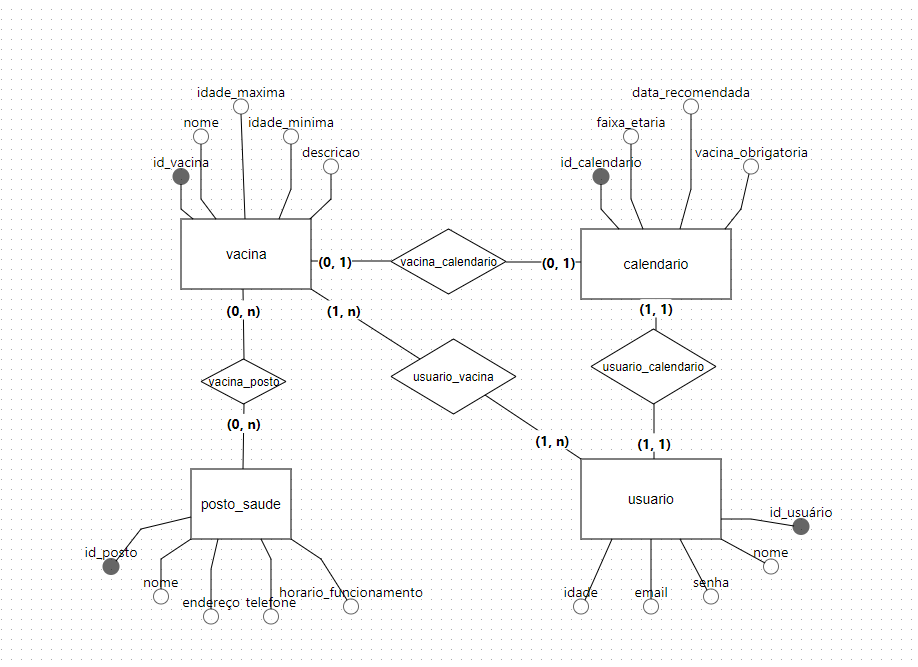 idade_maxima
data_recomendada
nome
idade_minima
faixa_etaria
id_vacina
descricao
id_calendario
vacina_obrigatoria
vacina
(0, 1)
vacina_calendario
(0, 1)
calendario
(0, n)
(1, n)
(1, 1)
vacina_posto
usuario_vacina
usuario_calendario
(0, n)
(1, n)
(1, 1)
posto_saude
usuario
id_usuário
id_posto
nome
nome
endereço
telefone
horario_funcionamento
idade
email
senha